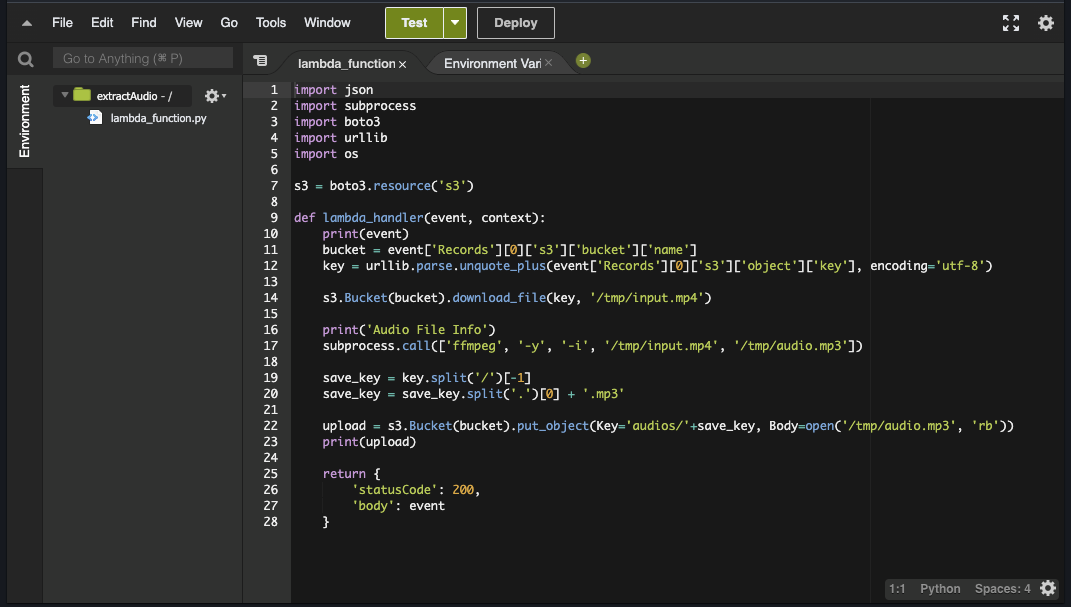 File Edit Find View Go Tools Window Test Deploy
Go to Anything (⌘ P)
lambda_function
Environment Vari
Environment
extractAudio - /
lambda_function.py
1 import json
2 import subprocess
3 import boto3
4 import urllib
5 import os
6
7 s3 = boto3.resource('s3')
8
9 def lambda_handler(event, context):
10     print(event)
11     bucket = event['Records'][0]['s3']['bucket']['name']
12     key = urllib.parse.unquote_plus(event['Records'][0]['s3']['object']['key'], encoding='utf-8')
13
14     s3.Bucket(bucket).download_file(key, '/tmp/input.mp4')
15
16     print('Audio File Info')
17     subprocess.call(['ffmpeg', '-y', '-i', '/tmp/input.mp4', '/tmp/audio.mp3'])
18
19     save_key = key.split('/')[-1]
20     save_key = save_key.split('.')[0] + '.mp3'
21
22     upload = s3.Bucket(bucket).put_object(Key='audios/'+save_key, Body=open('/tmp/audio.mp3', 'rb'))
23     print(upload)
24
25     return {
26         'statusCode': 200,
27         'body': event
28     }
1:1 Python Spaces: 4